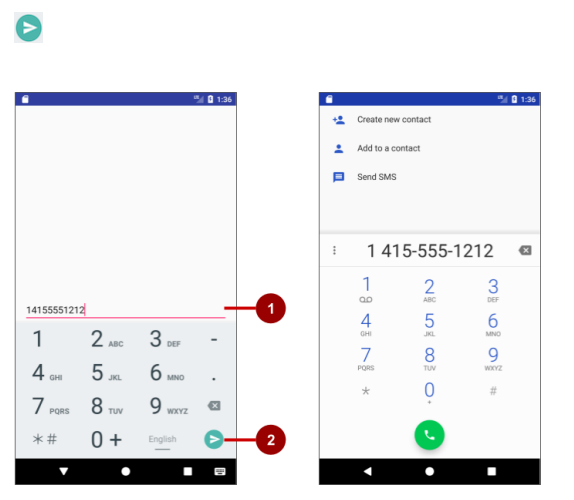 1:36
14155551212
1
1 2 ABC 3 DEF -
4 GHI 5 JKL 6 MNO .
7 PQRS 8 TUV 9 WXYZ
*# 0 + English
2
1:36
Create new contact
Add to a contact
Send SMS
1 415-555-1212
1 2 3
ABC DEF
4 5 6
GHI JKL MNO
7 8 9
PQRS TUV WXYZ
* 0 #
+